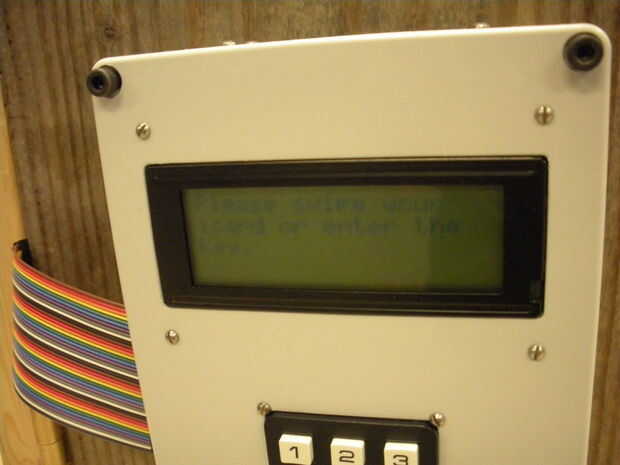 Please swipe your
card or enter the
key.
1 2 3